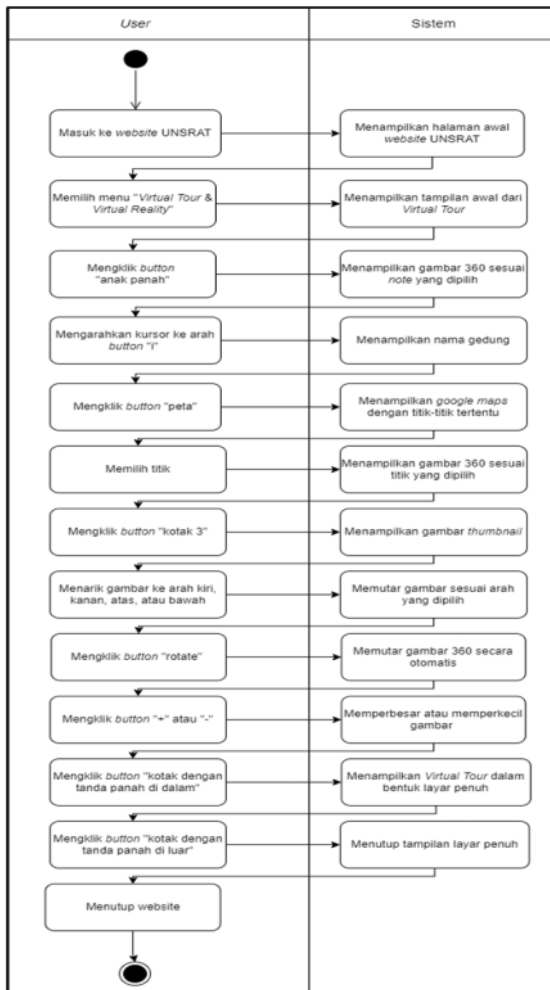 User
Sistem
Masuk ke website UNSRAT
Menampilkan halaman awal
website UNSRAT
Memilih menu "Virtual Tour &
Virtual Reality"
Menampilkan tampilan awal dari
Virtual Tour
Mengklik button
"anak panah"
Menampilkan gambar 360 sesuai
note yang dipilih
Mengarahkan kursor ke arah
button "i"
Menampilkan nama gedung
Mengklik button "peta"
Menampilkan google maps
dengan titik-titik tertentu
Memilih titik
Menampilkan gambar 360 sesuai
titik yang dipilih
Mengklik button "kotak 3"
Menampilkan gambar thumbnail
Menarik gambar ke arah kiri,
kanan, atas, atau bawah
Memutar gambar sesuai arah
yang dipilih
Mengklik button "rotate"
Memutar gambar 360 secara
otomatis
Mengklik button "+" atau "-"
Memperbesar atau memperkecil
gambar
Mengklik button "kotak dengan
tanda panah di dalam"
Menampilkan Virtual Tour dalam
bentuk layar penuh
Mengklik button "kotak dengan
tanda panah di luar"
Menutup tampilan layar penuh
Menutup website